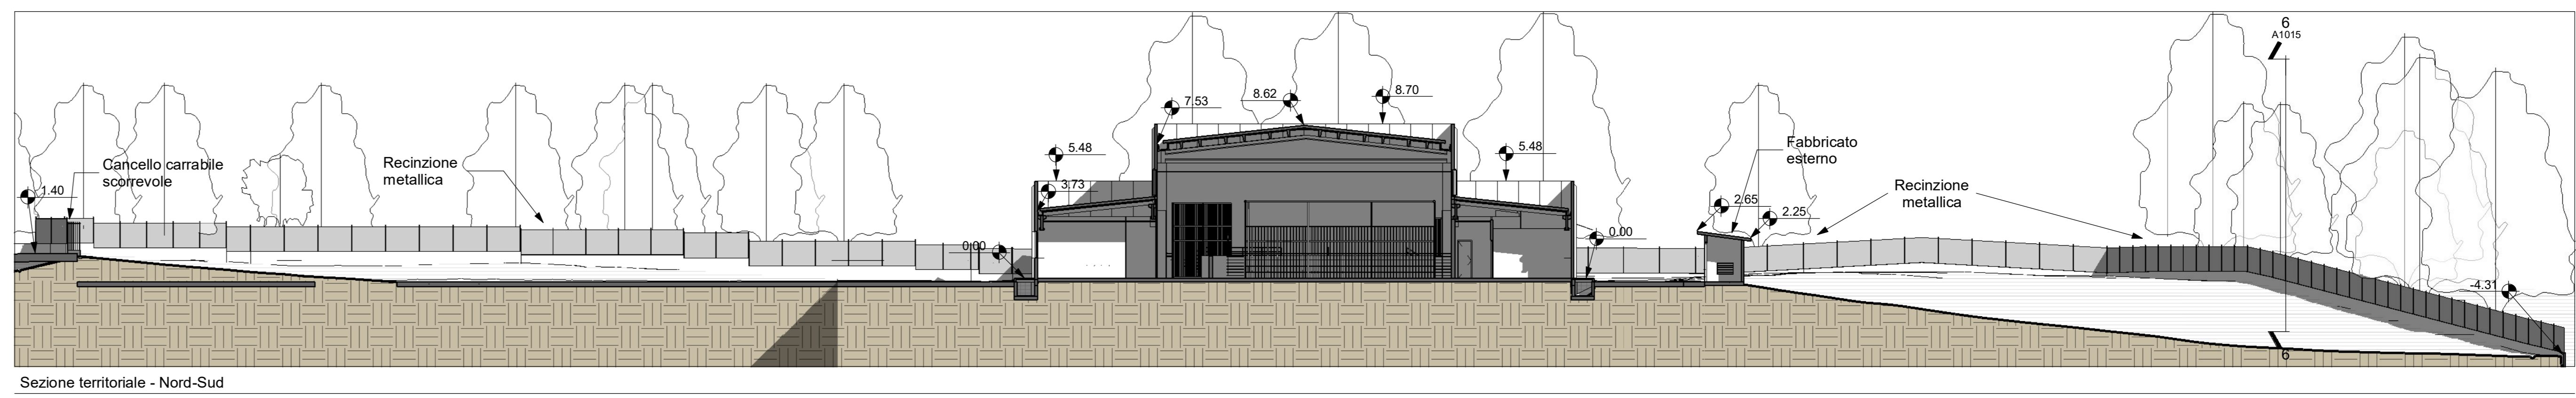 6
A1015
7.53
8.62
8.70
5.48
5.48
Cancello carrabile
scorrevole
Recinzione
metallica
Fabbricato
esterno
1.40
3.73
Recinzione
metallica
2.65
2.25
0.00
0.00
-4.31
6
Sezione territoriale - Nord-Sud